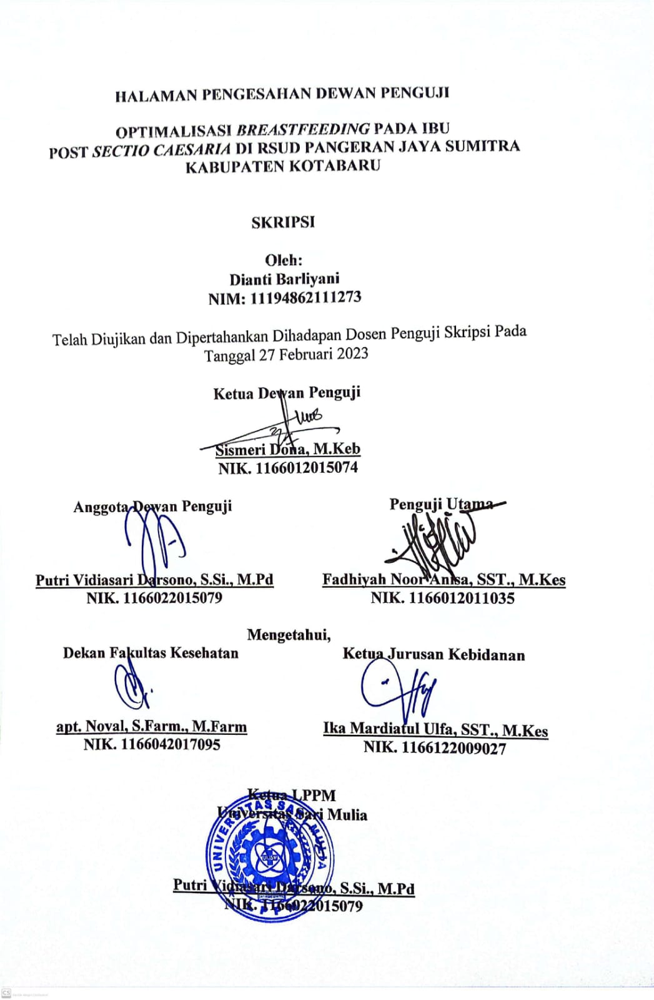 HALAMAN PENGESAHAN DEWAN PENGUJI
OPTIMALISASI BREASTFEEDING PADA IBU
POST SECTIO CAESARIA DI RSUD PANGERAN JAYA SUMITRA
KABUPATEN KOTABARU
SKRIPSI
Oleh:
Dianti Barliyani
NIM: 11194862111273
Telah Diujikan dan Dipertahankan Dihadapan Dosen Penguji Skripsi Pada
Tanggal 27 Februari 2023
Ketua Dewan Penguji
Sismeri Dona, M.Keb
NIK. 1166012015074
Anggota Dewan Penguji
Putri Vidiasari Darsono, S.Si., M.Pd
NIK. 1166022015079
Penguji Utama
Fadhiyah Noor Anisa, SST., M.Kes
NIK. 1166012011035
Mengetahui,
Dekan Fakultas Kesehatan
apt. Noval, S.Farm., M.Farm
NIK. 1166042017095
Ketua Jurusan Kebidanan
Ika Mardiatul Ulfa, SST., M.Kes
NIK. 1166122009027
Ketua LPPM
Universitas Sari Mulia
UNIVERSITAS SARI MULIA
UNISM
LPPM
Putri Vidiasari Darsono, S.Si., M.Pd
NIK. 1166022015079
CS